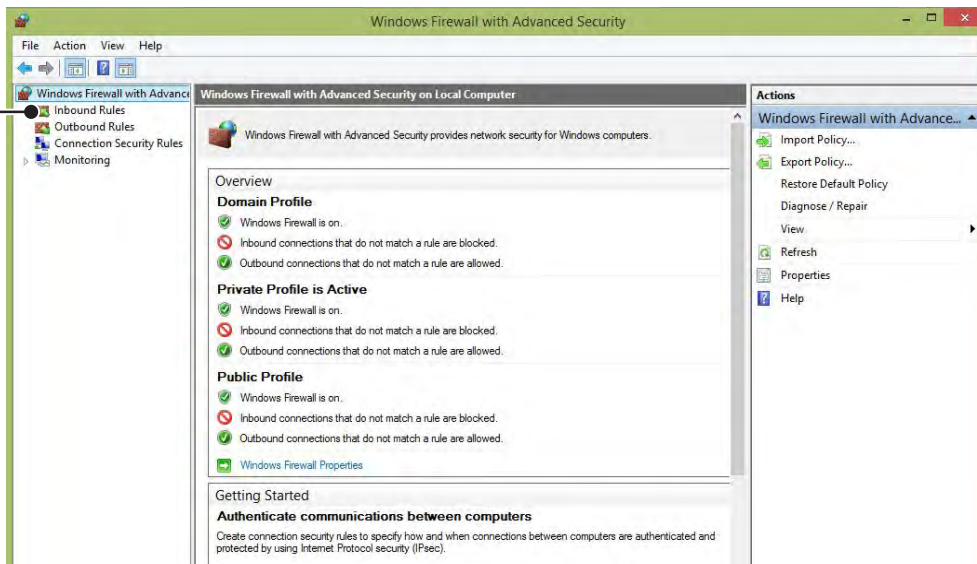 Windows Firewall with Advanced Security
File Action View Help
Windows Firewall with Advance
Inbound Rules
Outbound Rules
Connection Security Rules
Monitoring
Windows Firewall with Advanced Security on Local Computer
Windows Firewall with Advanced Security provides network security for Windows computers.
Overview
Domain Profile
Windows Firewall is on.
Inbound connections that do not match a rule are blocked.
Outbound connections that do not match a rule are allowed.
Private Profile is Active
Windows Firewall is on.
Inbound connections that do not match a rule are blocked.
Outbound connections that do not match a rule are allowed.
Public Profile
Windows Firewall is on.
Inbound connections that do not match a rule are blocked.
Outbound connections that do not match a rule are allowed.
Windows Firewall Properties
Getting Started
Authenticate communications between computers
Create connection security rules to specify how and when connections between computers are authenticated and
protected by using Internet Protocol security (IPsec).
Actions
Windows Firewall with Advance...
Import Policy...
Export Policy...
Restore Default Policy
Diagnose / Repair
View
Refresh
Properties
Help